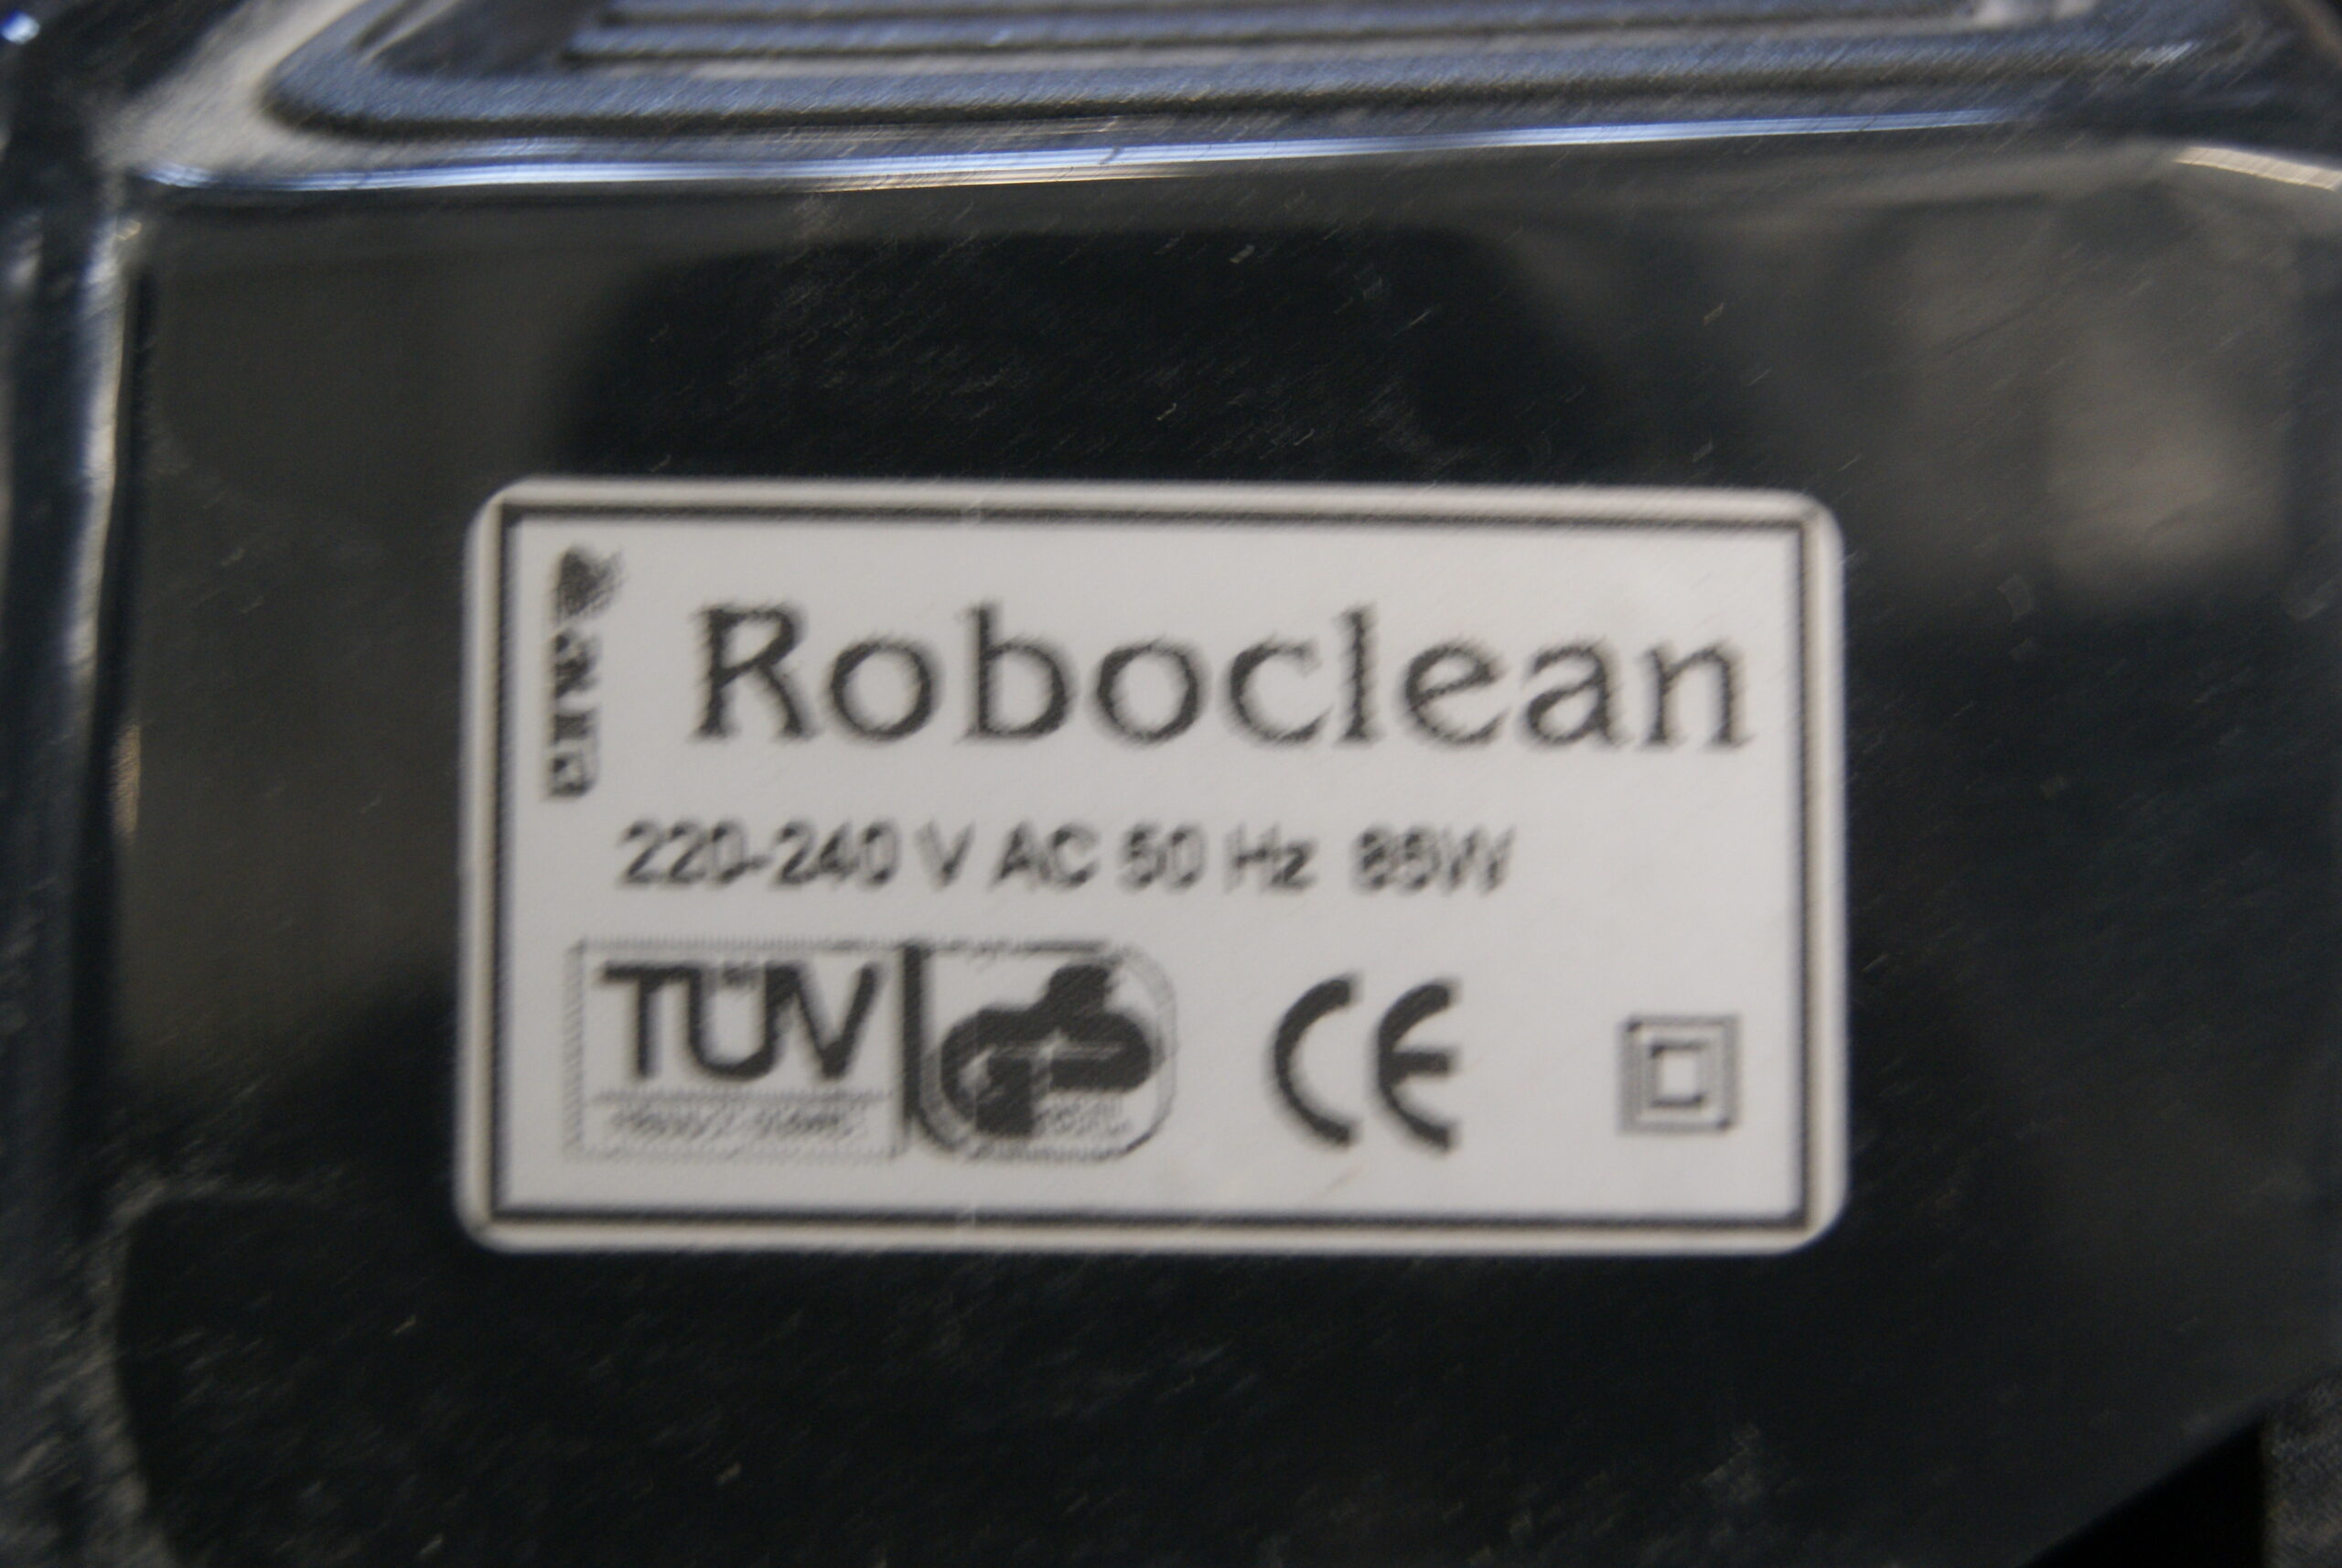 Roboclean
220-240 V AC 50 Hz 85W
TÜV
CE